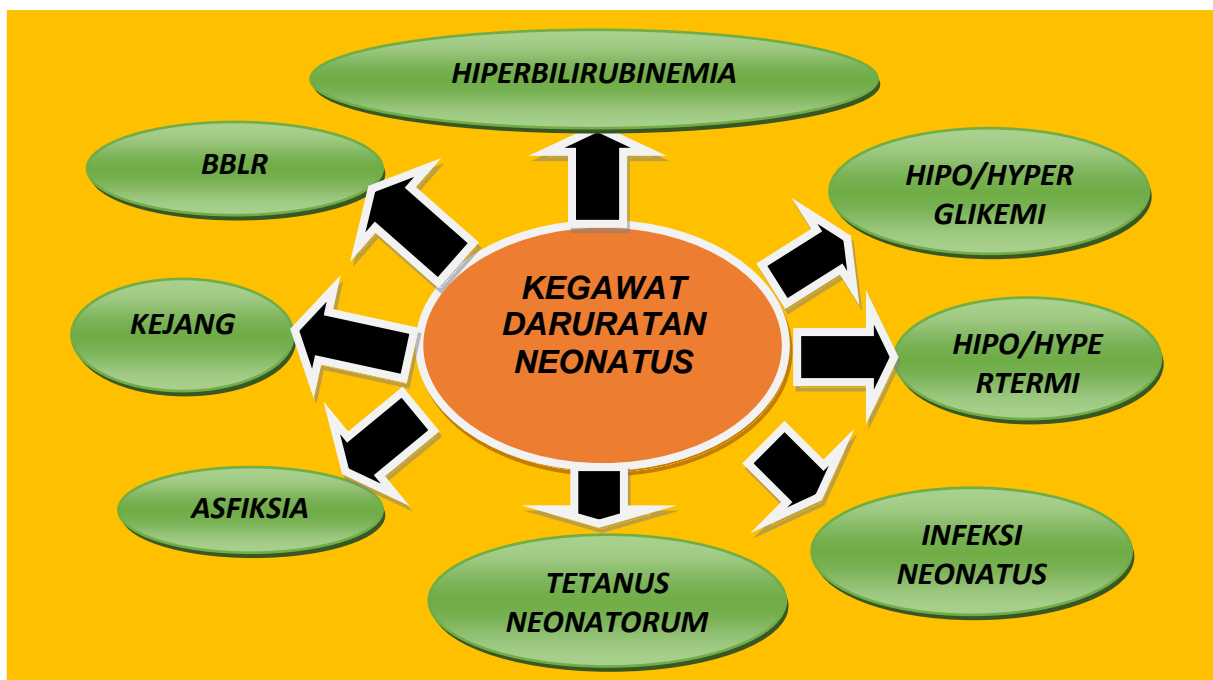 HIPERBILIRUBINEMIA
BBLR
HIPO/HYPER
GLIKEMI
KEGAWAT
DARURATAN
NEONATUS
KEJANG
HIPO/HYPE
RTERMI
ASFIKSIA
INFEKSI
NEONATUS
TETANUS
NEONATORUM